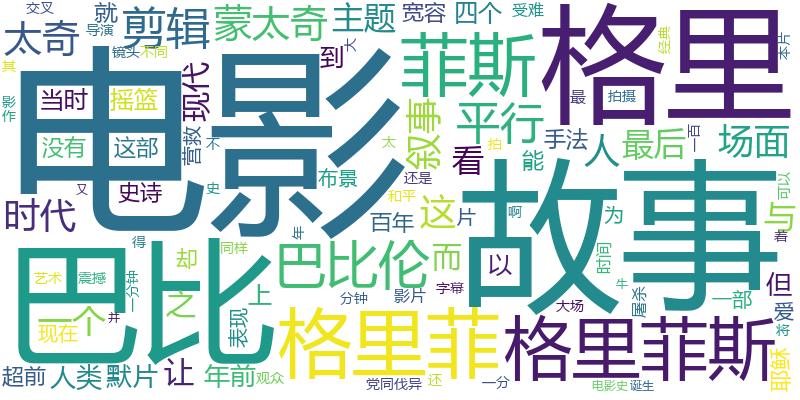 交叉
就
剪辑
蒙太奇
主题
宽容
四个
受难
格里
太奇
导演
镜头
不同
到
大
菲斯
经典
本片
其
影
作
当时
摇篮
现代
电影
叙事
平行
最
拍摄
没有
这部
营救
不
看
能
手法
人
最后
一百
场面
史诗
布景
太
拍
时代
又
史
和平
还是
百年
这
片
啊
为
故事
可以
与
年
得
巴比
却
同样
巴比伦
而
以
时间
牛
着
艺术
震撼
一分钟
之
上
字幕
屠杀
一部
但
一个
现在
并
表现
分钟
影片
大场
爱
将
格里菲
格里菲斯
耶稣
超前
人类
默片
让
年前
观众
党同伐异
还
一分
电影史
诞生